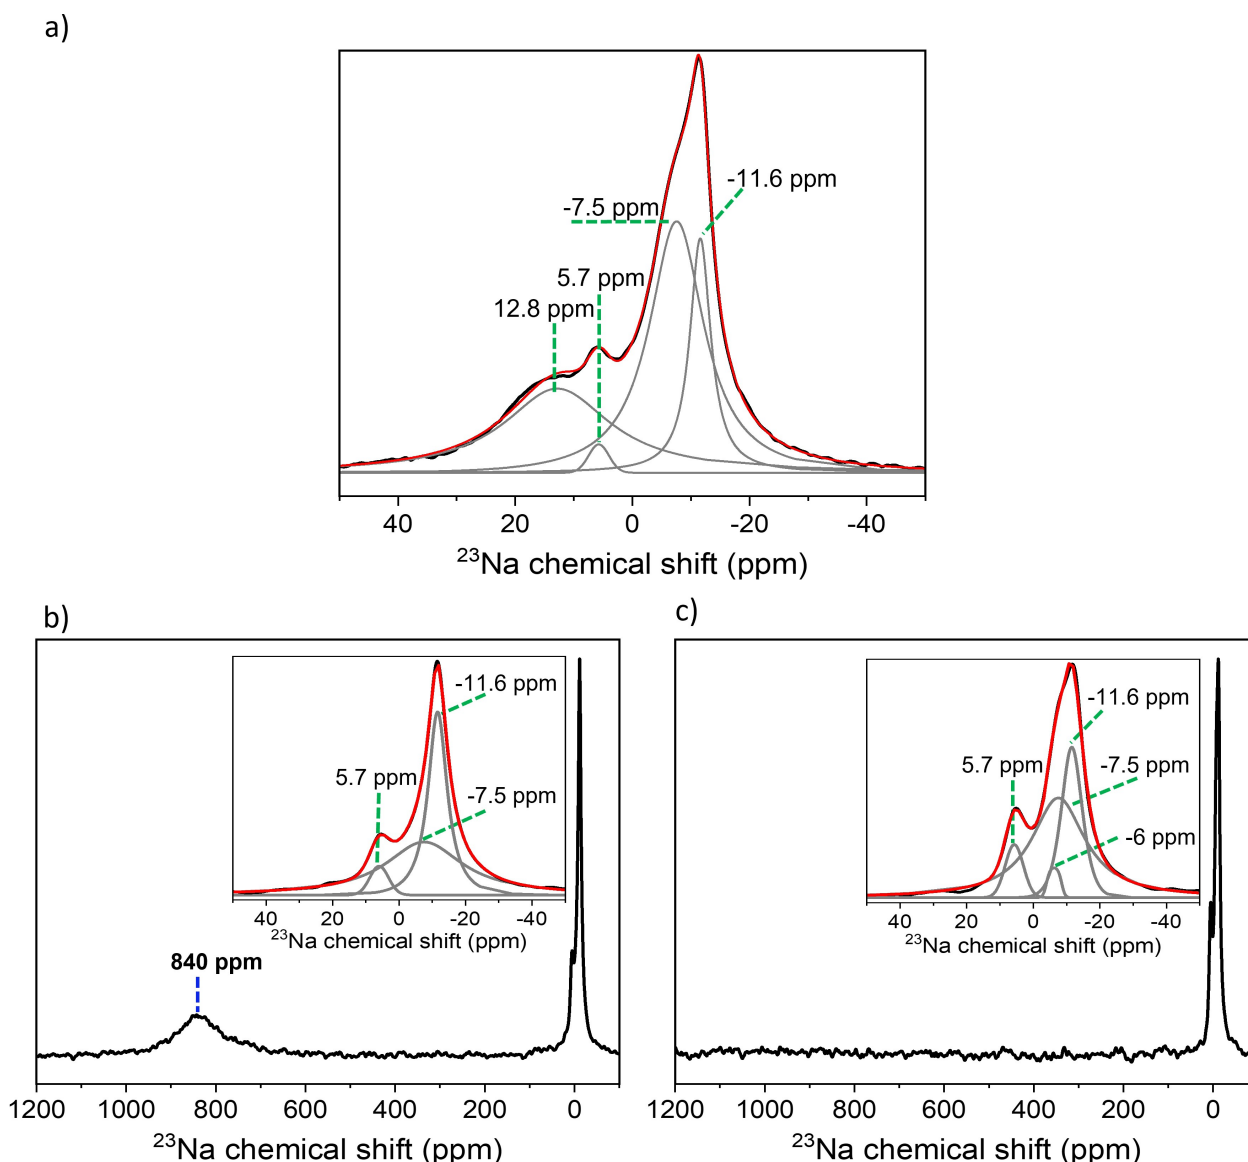 a)
-11.6 ppm
-7.5 ppm
5.7 ppm
12.8 ppm
40 20 0 -20 -40
²³Na chemical shift (ppm)
b)
-11.6 ppm
5.7 ppm
-7.5 ppm
40 20 0 -20 -40
²³Na chemical shift (ppm)
840 ppm
1200 1000 800 600 400 200 0
²³Na chemical shift (ppm)
c)
-11.6 ppm
5.7 ppm
-7.5 ppm
-6 ppm
40 20 0 -20 -40
²³Na chemical shift (ppm)
1200 1000 800 600 400 200 0
²³Na chemical shift (ppm)